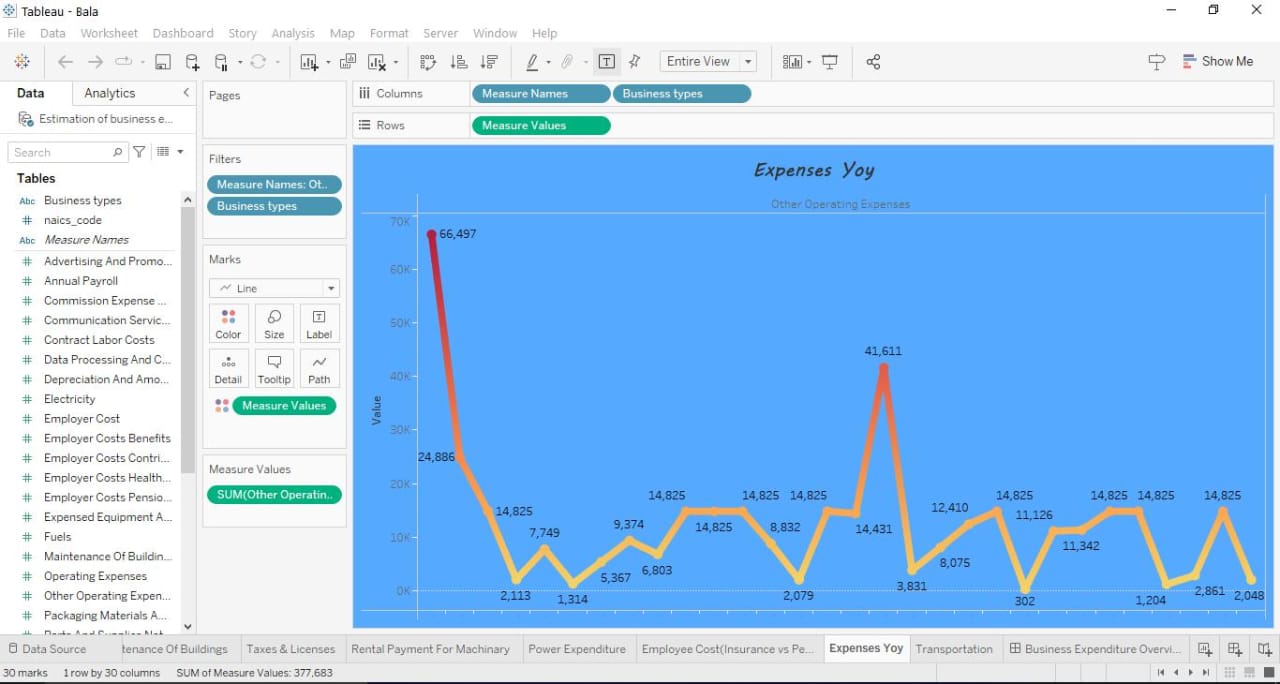 Tableau - Bala
File Data Worksheet Dashboard Story Analysis Map Format Server Window Help
Entire View
Show Me
Data Analytics
Estimation of business e...
Search
Tables
Abc Business types
# naics_code
Abc Measure Names
# Advertising And Promo...
# Annual Payroll
# Commission Expense ...
# Communication Servic...
# Contract Labor Costs
# Data Processing And C...
# Depreciation And Amo...
# Electricity
# Employer Cost
# Employer Costs Benefits
# Employer Costs Contri...
# Employer Costs Health...
# Employer Costs Pensio...
# Expensed Equipment A...
# Fuels
# Maintenance Of Buildin...
# Operating Expenses
# Other Operating Expen...
# Packaging Materials A...
Pages
Filters
Measure Names: Ot..
Business types
Marks
Line
Color Size Label
Detail Tooltip Path
Measure Values
Measure Values
SUM(Other Operatin..
Columns Measure Names Business types
Rows Measure Values
Expenses Yoy
Other Operating Expenses
Value
70K
60K
50K
40K
30K
20K
10K
0K
66,497
24,886
14,825
2,113
7,749
1,314
5,367
9,374
6,803
14,825
14,825
14,825
8,832
2,079
14,825
14,431
41,611
3,831
8,075
12,410
14,825
302
11,126
11,342
14,825
14,825
1,204
2,861
14,825
2,048
Data Source tenance Of Buildings Taxes & Licenses Rental Payment For Machinary Power Expenditure Employee Cost(Insurance vs Pe... Expenses Yoy Transportation Business Expenditure Overvi...
30 marks 1 row by 30 columns SUM of Measure Values: 377,683